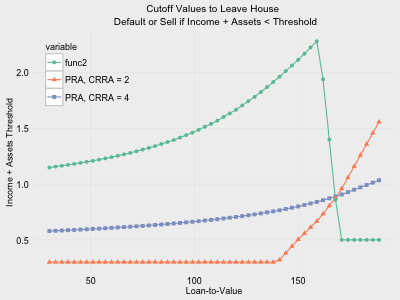 Cutoff Values to Leave House
Default or Sell if Income + Assets < Threshold
variable
func2
PRA, CRRA = 2
PRA, CRRA = 4
Income + Assets Threshold
2.0
1.5
1.0
0.5
50
100
150
Loan-to-Value